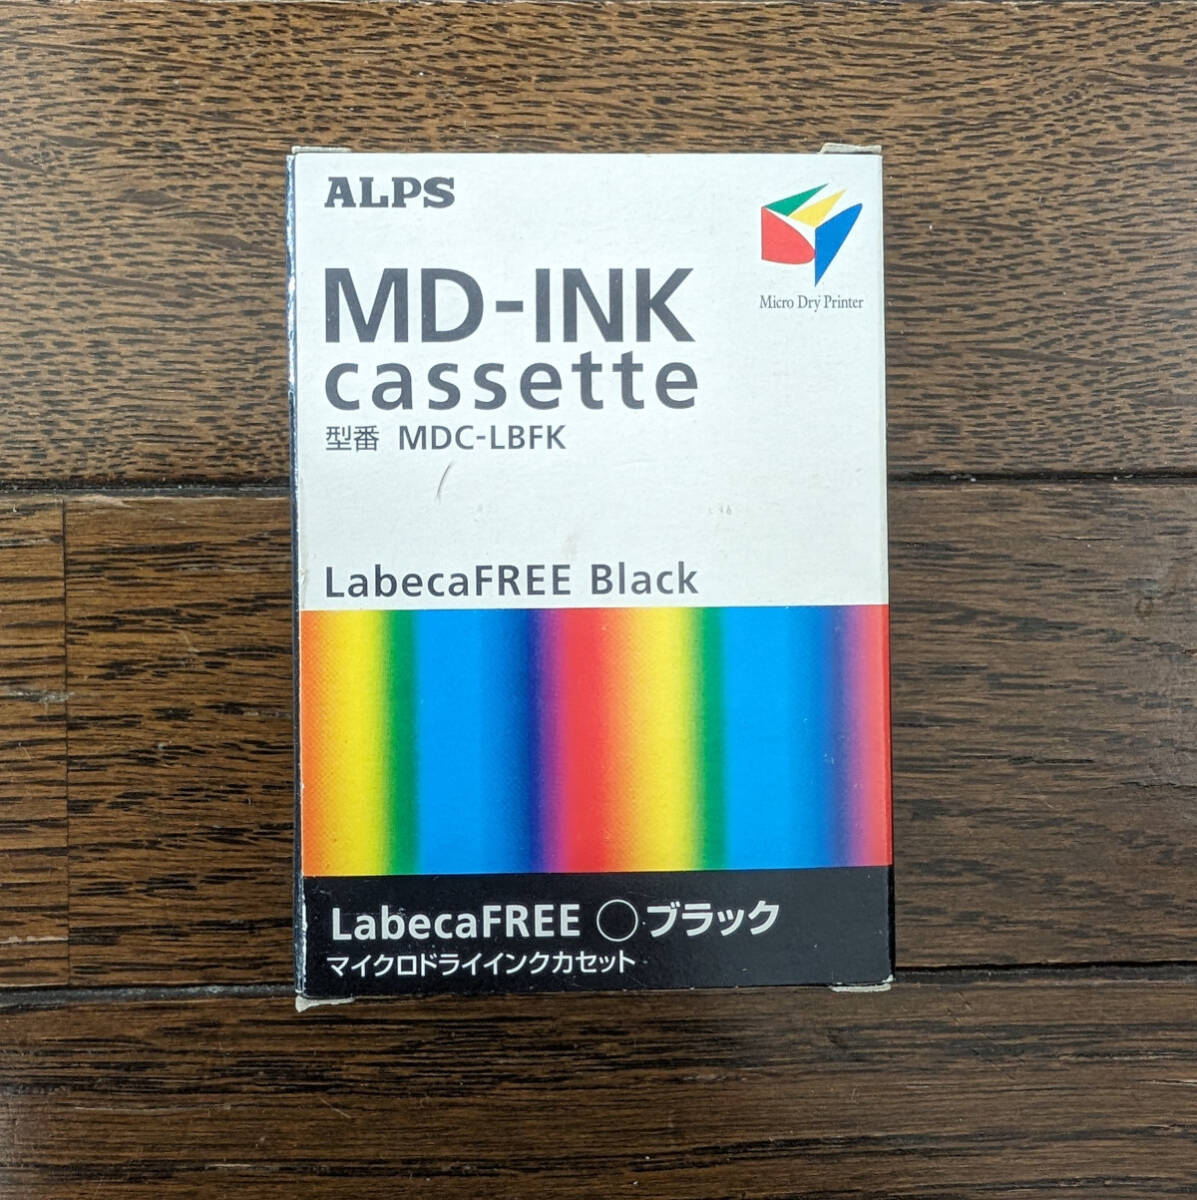 ALPS
Micro Dry Printer
MD-INK
cassette
型番 MDC-LBFK
LabecaFREE Black
LabecaFREE ○ブラック
マイクロドライインクカセット